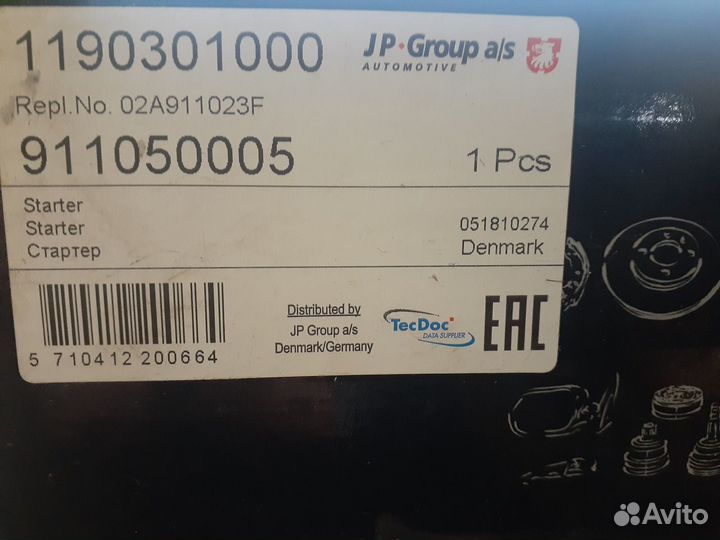 1190301000
JP·Group a/s
AUTOMOTIVE
Repl.No. 02A911023F
911050005
1 Pcs
Starter
Starter
051810274
Стартер
Denmark
Distributed by
JP Group a/s
Denmark/Germany
TecDoc
DATA SUPPLIER
EAC
5 710412 200664
Avito